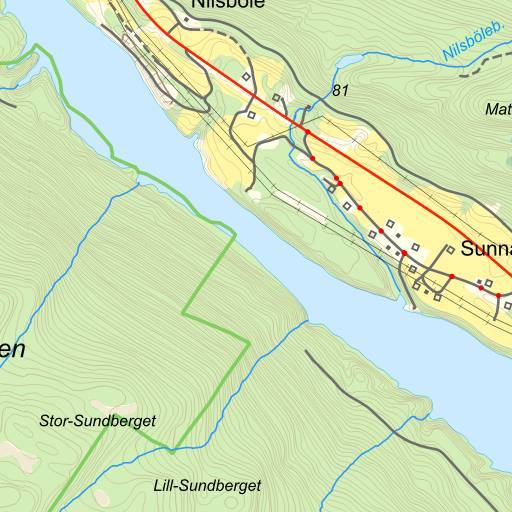 Nilsböle
Nilsböleb.
81
Mat
Sunna
en
Stor-Sundberget
Lill-Sundberget